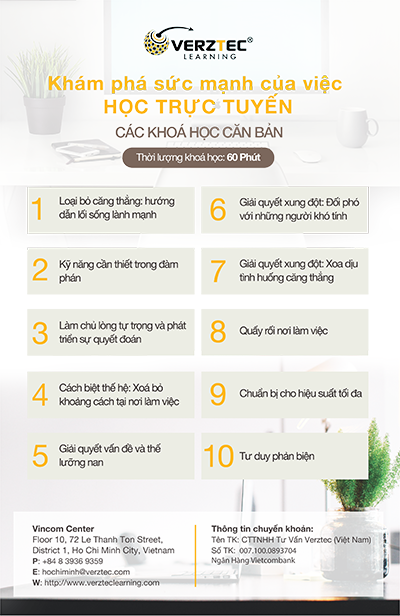 VERZTEC®
LEARNING
Khám phá sức mạnh của việc
HỌC TRỰC TUYẾN
CÁC KHOÁ HỌC CĂN BẢN
Thời lượng khoá học: 60 Phút
1
Loại bỏ căng thẳng: hướng
dẫn lối sống lành mạnh
6
Giải quyết xung đột: Đối phó
với những người khó tính
2
Kỹ năng cần thiết trong đàm
phán
7
Giải quyết xung đột: Xoa dịu
tình huống căng thẳng
3
Làm chủ lòng tự trọng và phát
triển sự quyết đoán
8
Quấy rối nơi làm việc
4
Cách biệt thế hệ: Xoá bỏ
khoảng cách tại nơi làm việc
9
Chuẩn bị cho hiệu suất tối đa
5
Giải quyết vấn đề và thế
lưỡng nan
10
Tư duy phản biện
Vincom Center
Floor 10, 72 Le Thanh Ton Street,
District 1, Ho Chi Minh City, Vietnam
P: +84 8 3936 9359
E: hochiminh@verztec.com
W: http://www.verzteclearning.com
Thông tin chuyển khoản:
Tên TK: CTTNHH Tư Vấn Verztec (Việt Nam)
Số TK: 007.100.0893704
Ngân Hàng Vietcombank